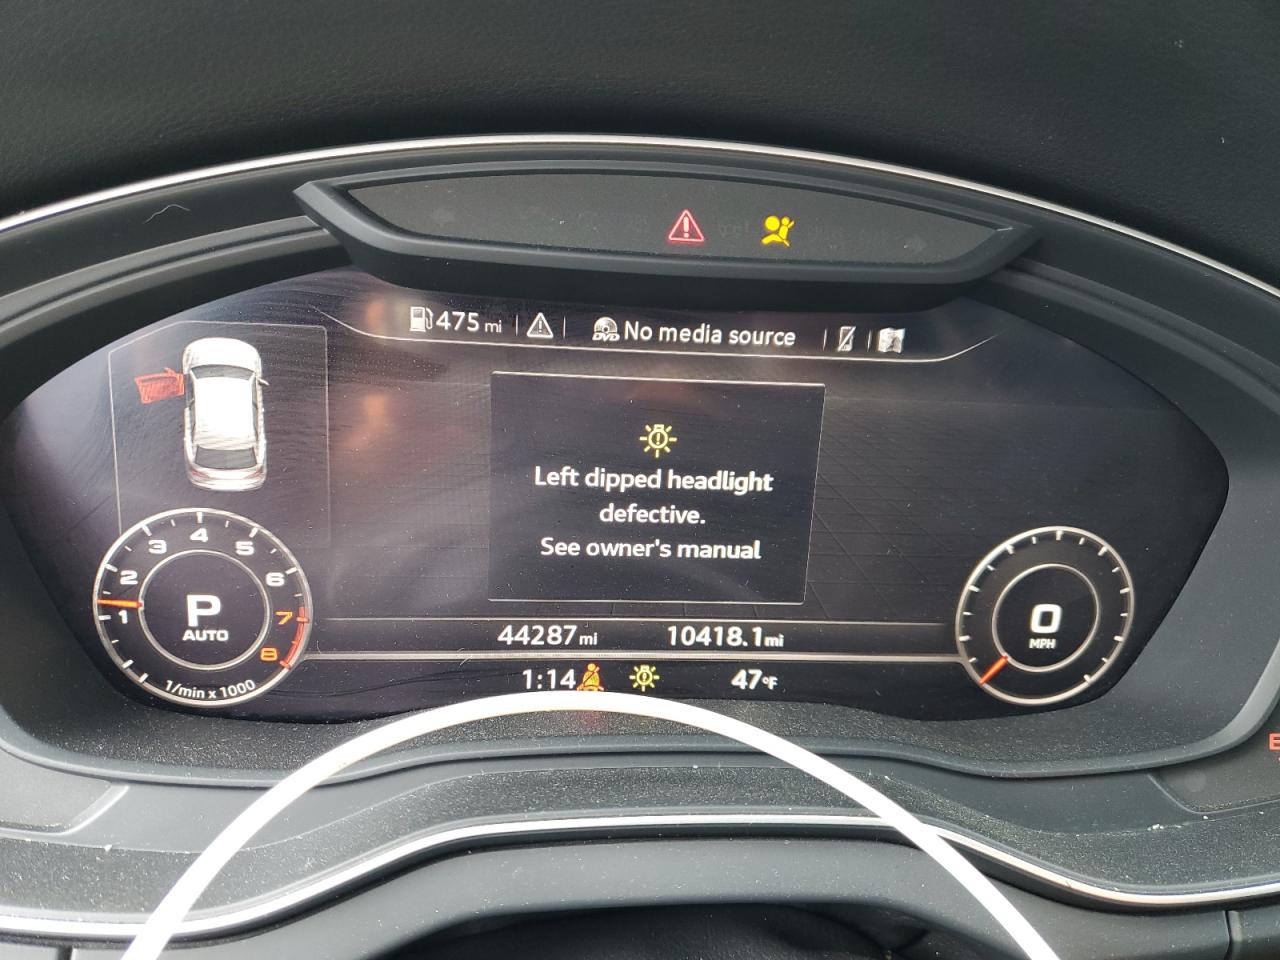 475 mi
DVD No media source
Left dipped headlight
defective.
See owner's manual
1 2 3 4 5 6 7 8
P
AUTO
1/min x 1000
0
MPH
44287 mi 10418.1 mi
1:14 47°F